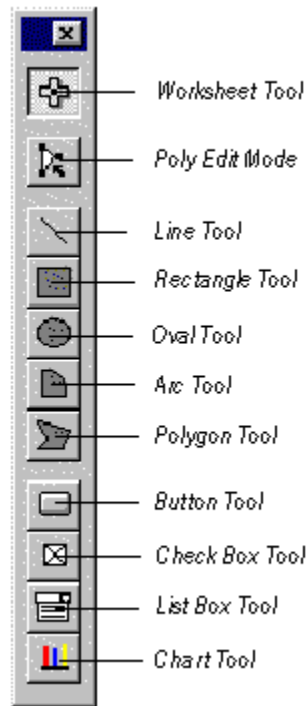 Worksheet Tool
Poly Edit Mode
Line Tool
Rectangle Tool
Oval Tool
Arc Tool
Polygon Tool
Button Tool
Check Box Tool
List Box Tool
Chart Tool